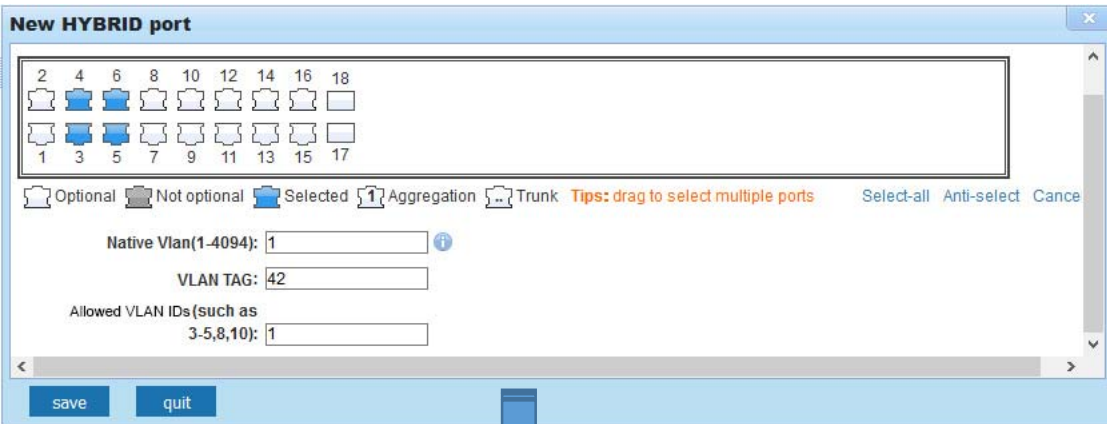 New HYBRID port
2 4 6 8 10 12 14 16 18
1 3 5 7 9 11 13 15 17
Optional Not optional Selected 1 Aggregation .. Trunk Tips: drag to select multiple ports Select-all Anti-select Cance
Native Vlan(1-4094): 1
VLAN TAG: 42
Allowed VLAN IDs(such as
3-5,8,10): 1
save quit